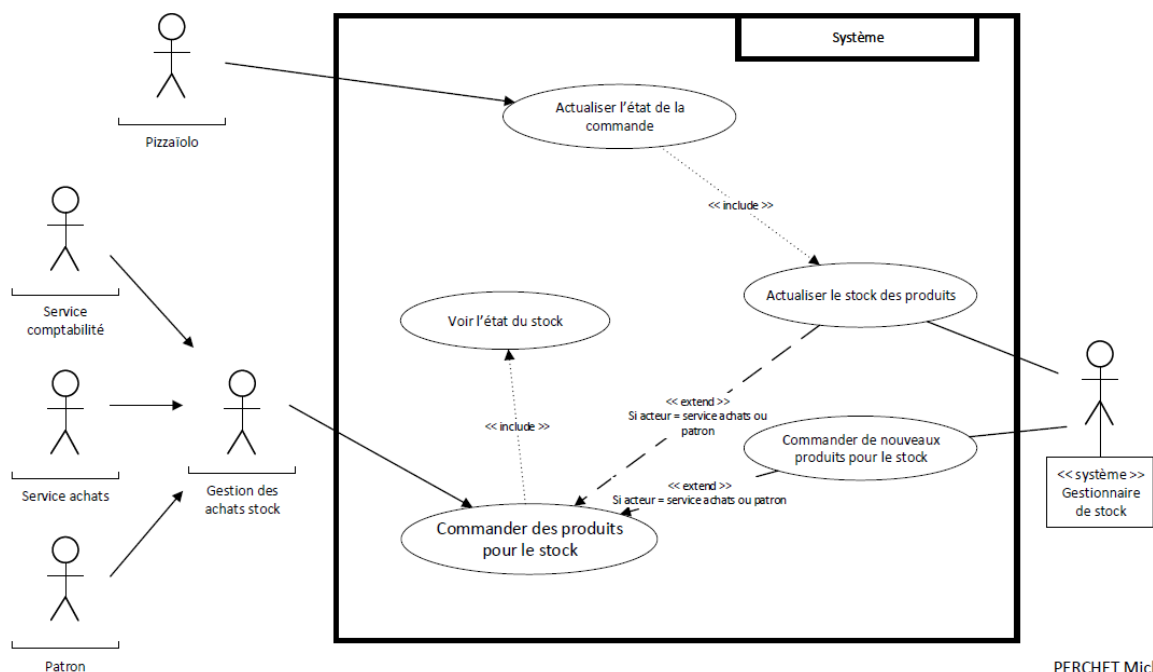 Système
Actualiser l'état de la
commande
Pizzaïolo
<< include >>
Service
comptabilité
Voir l'état du stock
Actualiser le stock des produits
<< extend >>
Si acteur = service achats ou
patron
<< include >>
Commander de nouveaux
produits pour le stock
Service achats
Gestion des
achats stock
<< extend >>
Si acteur = service achats ou patron
<< système >>
Gestionnaire
de stock
Commander des produits
pour le stock
Patron
PERCHET Mic